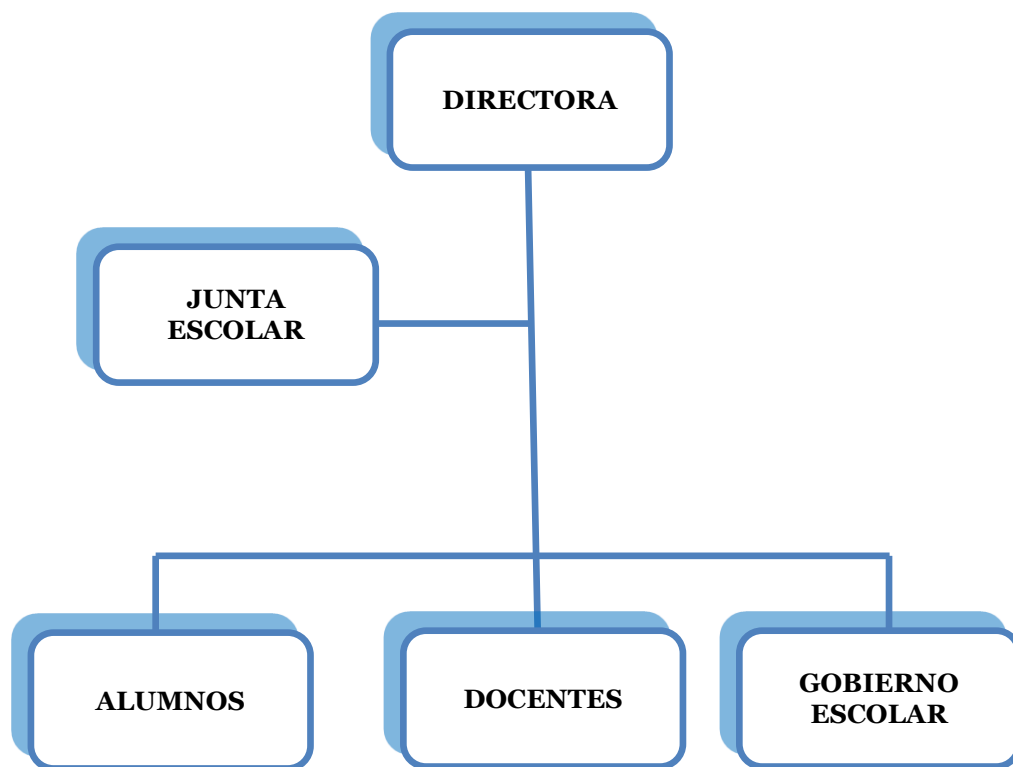 DIRECTORA
JUNTA
ESCOLAR
ALUMNOS
DOCENTES
GOBIERNO
ESCOLAR